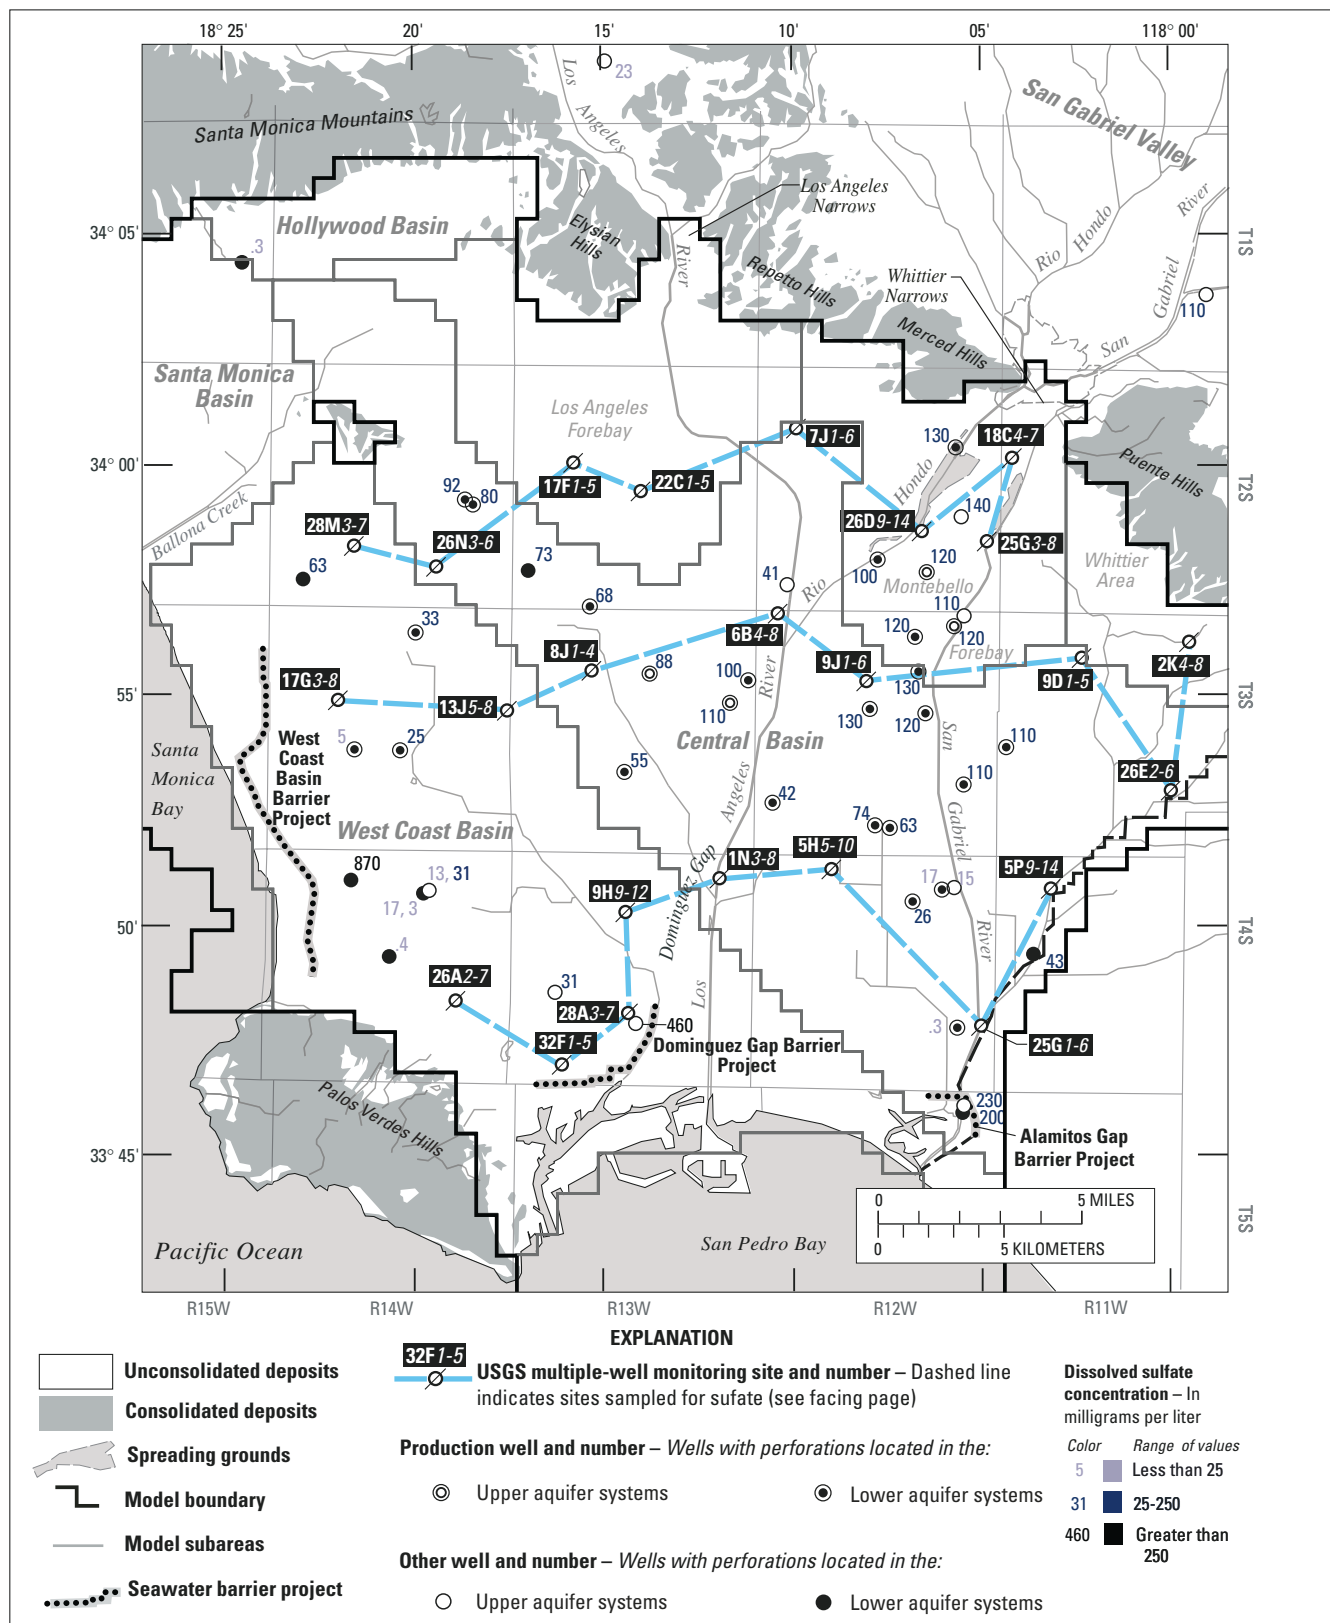 18° 25'
20'
15'
10'
05'
118° 00'
23
Los
Angeles
San Gabriel
Valley
Santa Monica Mountains
Los Angeles
Narrows
River
Hollywood Basin
Elysian
Hills
River
Rio
Hondo
T1S
34° 05'
.3
Repetto Hills
Whittier
Narrows
Gabriel
110
Merced Hills
San
Santa Monica
Basin
Los Angeles
Forebay
7J1-6
130
18C4-7
34° 00'
Puente Hills
17F1-5
22C1-5
Hondo
T2S
92
80
28M3-7
26N3-6
26D9-14
140
25G3-8
Ballona Creek
63
73
41
100
120
Montebello
Whittier
Area
Rio
68
110
33
6B4-8
120
120
Forebay
8J1-4
9J1-6
2K4-8
17G3-8
88
100
130
9D1-5
55'
13J5-8
110
River
130
120
T3S
West
Coast
Basin
Barrier
Project
5
25
Central Basin
San
110
Santa
Monica
Bay
55
110
26E2-6
Angeles
42
74
63
Gabriel
West Coast Basin
5H5-10
1N3-8
5P9-14
870
13, 31
17
15
Dominguez Gap
9H9-12
17, 3
26
50'
River
T4S
.4
43
26A2-7
31
Los
28A3-7
460
.3
32F1-5
Dominguez Gap Barrier
Project
25G1-6
Palos Verdes Hills
230
200
Alamitos Gap
Barrier Project
33° 45'
0
5 MILES
T5S
Pacific Ocean
San Pedro Bay
0
5 KILOMETERS
R15W
R14W
R13W
R12W
R11W
EXPLANATION
Unconsolidated deposits
Consolidated deposits
Spreading grounds
Model boundary
Model subareas
Seawater barrier project
32F1-5
USGS multiple-well monitoring site and number – Dashed line
indicates sites sampled for sufate (see facing page)
Production well and number – Wells with perforations located in the:
Upper aquifer systems
Lower aquifer systems
Other well and number – Wells with perforations located in the:
Upper aquifer systems
Lower aquifer systems
Dissolved sulfate
concentration – In
milligrams per liter
Color
Range of values
5
Less than 25
31
25-250
460
Greater than
250